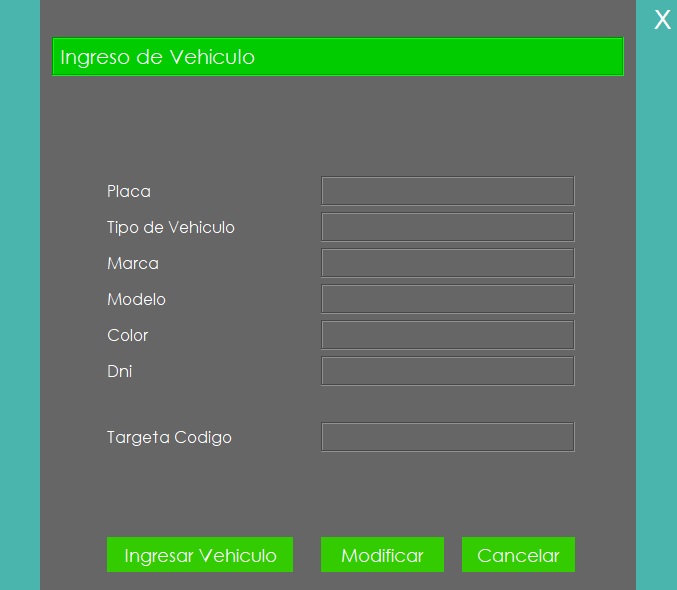 X
Ingreso de Vehiculo
Placa
Tipo de Vehiculo
Marca
Modelo
Color
Dni
Targeta Codigo
Ingresar Vehiculo
Modificar
Cancelar